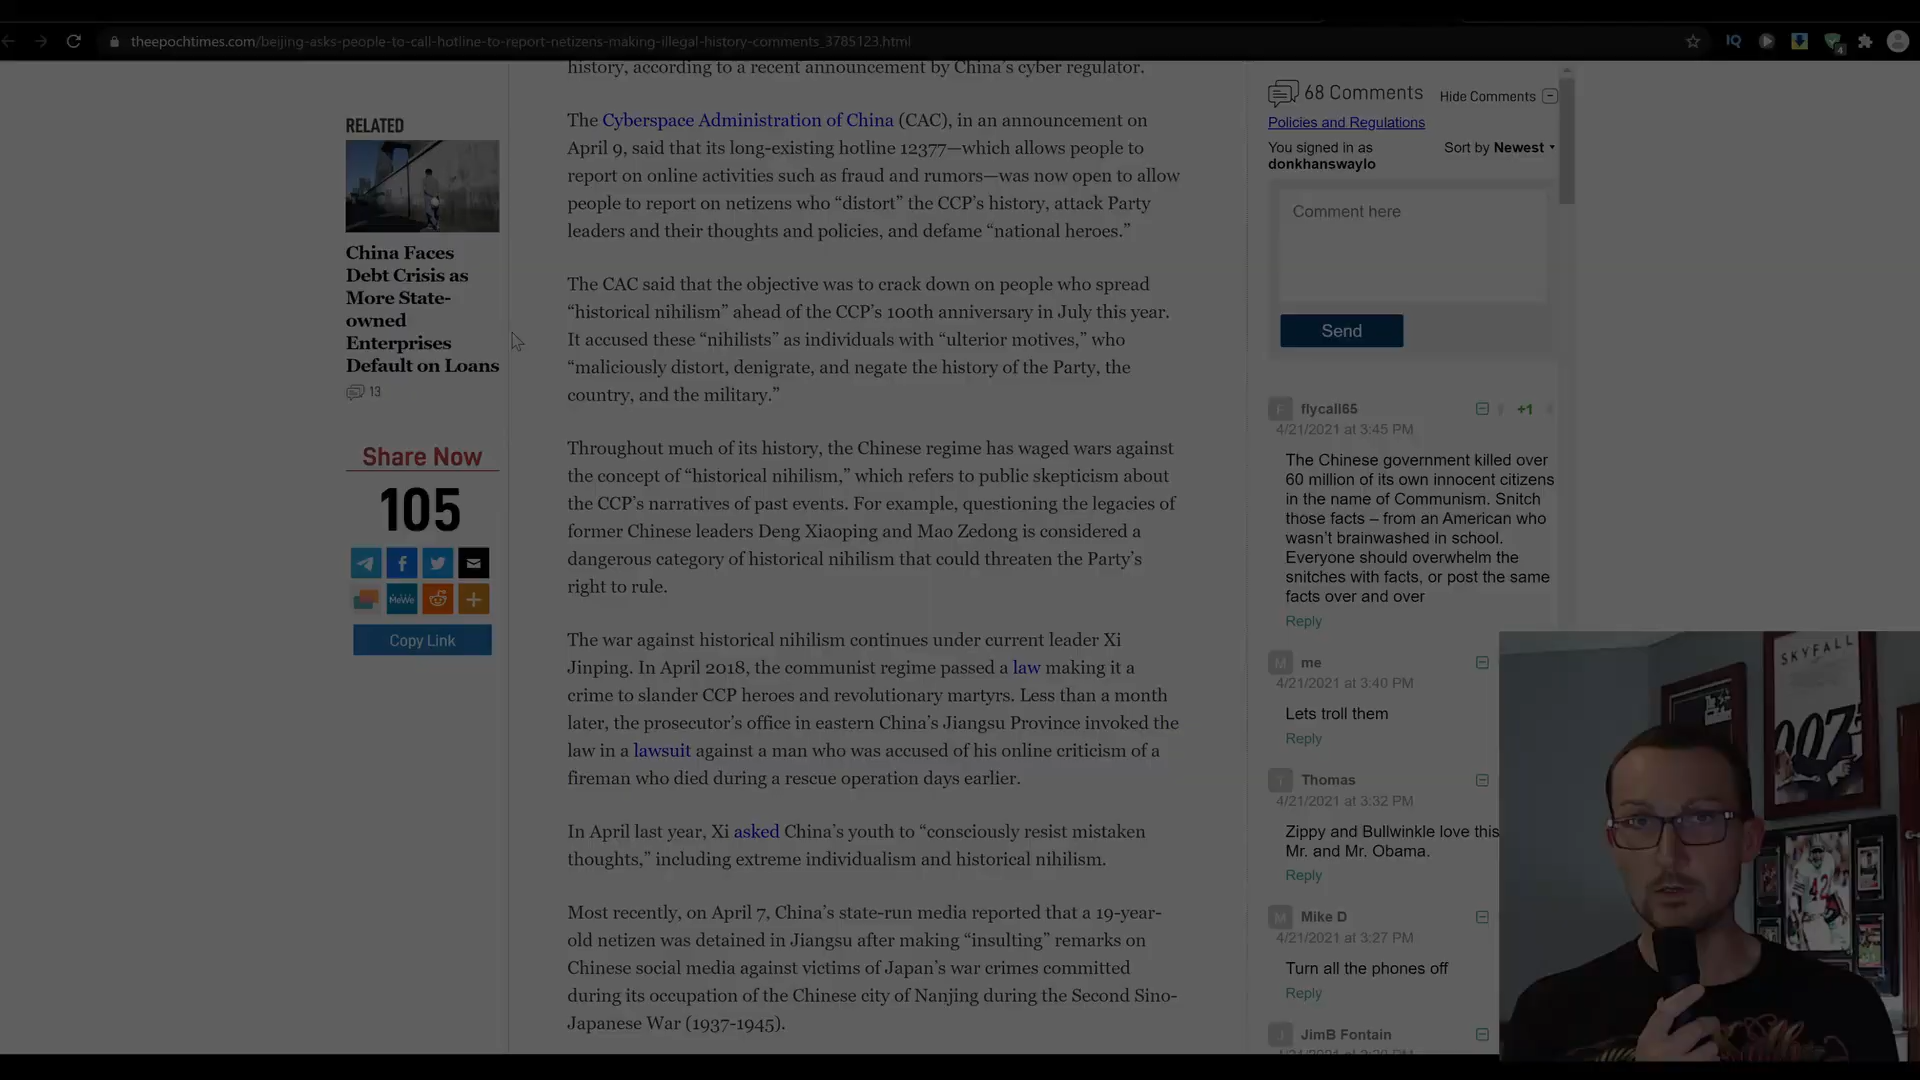 theepochtimes.com/beijing-asks-people-to-call-hotline-to-report-netizens-making-illegal-history-comments_3785123.html
IQ
4
history, according to a recent announcement by China's cyber regulator.
The Cyberspace Administration of China (CAC), in an announcement on
April 9, said that its long-existing hotline 12377—which allows people to
report on online activities such as fraud and rumors—was now open to allow
people to report on netizens who “distort” the CCP's history, attack Party
leaders and their thoughts and policies, and defame “national heroes.”
The CAC said that the objective was to crack down on people who spread
“historical nihilism” ahead of the CCP's 100th anniversary in July this year.
It accused these “nihilists” as individuals with “ulterior motives,” who
“maliciously distort, denigrate, and negate the history of the Party, the
country, and the military.”
Throughout much of its history, the Chinese regime has waged wars against
the concept of “historical nihilism,” which refers to public skepticism about
the CCP's narratives of past events. For example, questioning the legacies of
former Chinese leaders Deng Xiaoping and Mao Zedong is considered a
dangerous category of historical nihilism that could threaten the Party's
right to rule.
The war against historical nihilism continues under current leader Xi
Jinping. In April 2018, the communist regime passed a law making it a
crime to slander CCP heroes and revolutionary martyrs. Less than a month
later, the prosecutor's office in eastern China's Jiangsu Province invoked the
law in a lawsuit against a man who was accused of his online criticism of a
fireman who died during a rescue operation days earlier.
In April last year, Xi asked China's youth to “consciously resist mistaken
thoughts,” including extreme individualism and historical nihilism.
Most recently, on April 7, China's state-run media reported that a 19-year-
old netizen was detained in Jiangsu after making “insulting” remarks on
Chinese social media against victims of Japan's war crimes committed
during its occupation of the Chinese city of Nanjing during the Second Sino-
Japanese War (1937-1945).
RELATED
China Faces
Debt Crisis as
More State-
owned
Enterprises
Default on Loans
13
Share Now
105
MeWe
Copy Link
68 Comments
Hide Comments
Policies and Regulations
You signed in as
donkhanswaylo
Sort by Newest
Comment here
Send
F
flycall65
+1
4/21/2021 at 3:45 PM
The Chinese government killed over
60 million of its own innocent citizens
in the name of Communism. Snitch
those facts – from an American who
wasn't brainwashed in school.
Everyone should overwhelm the
snitches with facts, or post the same
facts over and over
Reply
M
me
4/21/2021 at 3:40 PM
Lets troll them
Reply
T
Thomas
4/21/2021 at 3:32 PM
Zippy and Bullwinkle love this
Mr. and Mr. Obama.
Reply
M
Mike D
4/21/2021 at 3:27 PM
Turn all the phones off
Reply
J
JimB Fontain
SKYFALL
007
42